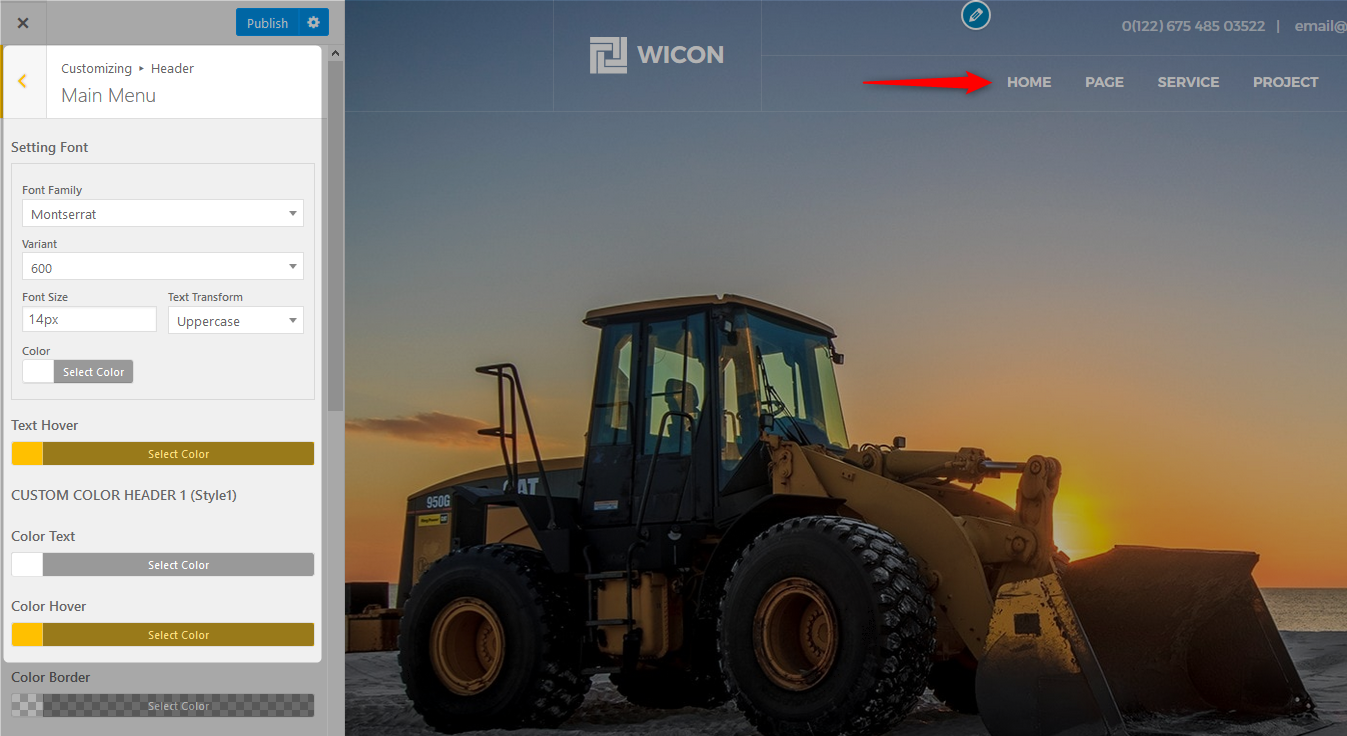 Publish
Customizing ▸ Header
Main Menu
Setting Font
Font Family
Montserrat
Variant
600
Font Size
Text Transform
14px
Uppercase
Color
Select Color
Text Hover
Select Color
CUSTOM COLOR HEADER 1 (Style1)
Color Text
Select Color
Color Hover
Select Color
Color Border
Select Color
0(122) 675 485 03522 | email@
WICON
HOME PAGE SERVICE PROJECT
950G
CAT